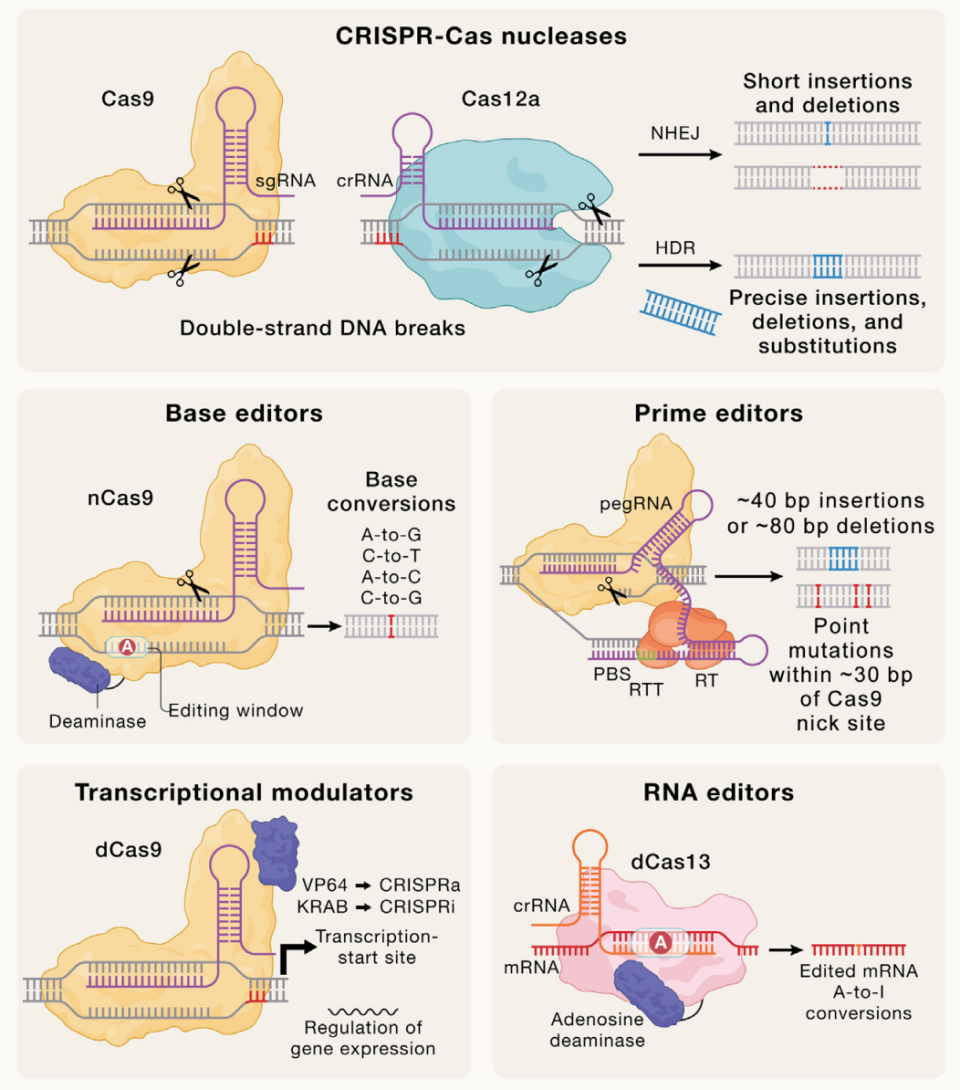 CRISPR-Cas nucleases
Cas9
sgRNA
Cas12a
crRNA
Double-strand DNA breaks
NHEJ
Short insertions
and deletions
HDR
Precise insertions,
deletions, and
substitutions
Base editors
nCas9
A
Deaminase
Editing window
Base
conversions
A-to-G
C-to-T
A-to-C
C-to-G
Prime editors
pegRNA
PBS
RTT
RT
~40 bp insertions
or ~80 bp deletions
Point
mutations
within ~30 bp
of Cas9
nick site
Transcriptional modulators
dCas9
VP64 → CRISPRa
KRAB → CRISPRi
Transcription-
start site
Regulation of
gene expression
RNA editors
dCas13
crRNA
mRNA
A
Adenosine
deaminase
Edited mRNA
A-to-I
conversions